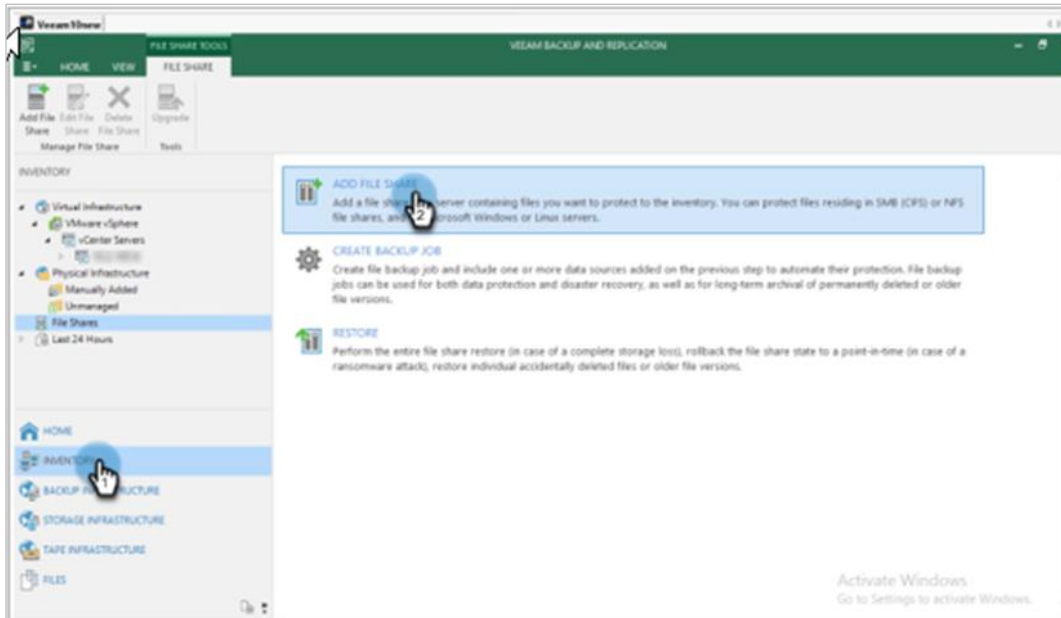 Veeam10new
FILE SHARE TOOLS
VEEAM BACKUP AND REPLICATION
HOME VIEW FILE SHARE
Add File Share
Edit File Share
Delete File Share
Upgrade
Manage File Share
Tools
INVENTORY
Virtual Infrastructure
VMware vSphere
vCenter Servers
Physical Infrastructure
Manually Added
Unmanaged
File Shares
Last 24 Hours
HOME
INVENTORY
1
BACKUP INFRASTRUCTURE
STORAGE INFRASTRUCTURE
TAPE INFRASTRUCTURE
FILES
ADD FILE SHARE
2
Add a file share server containing files you want to protect to the inventory. You can protect files residing in SMB (CIFS) or NFS
file shares, and Microsoft Windows or Linux servers.
CREATE BACKUP JOB
Create file backup job and include one or more data sources added on the previous step to automate their protection. File backup
jobs can be used for both data protection and disaster recovery, as well as for long-term archival of permanently deleted or older
file versions.
RESTORE
Perform the entire file share restore (in case of a complete storage loss), rollback the file share state to a point-in-time (in case of a
ransomware attack), restore individual accidentally deleted files or older file versions.
Activate Windows
Go to Settings to activate Windows.